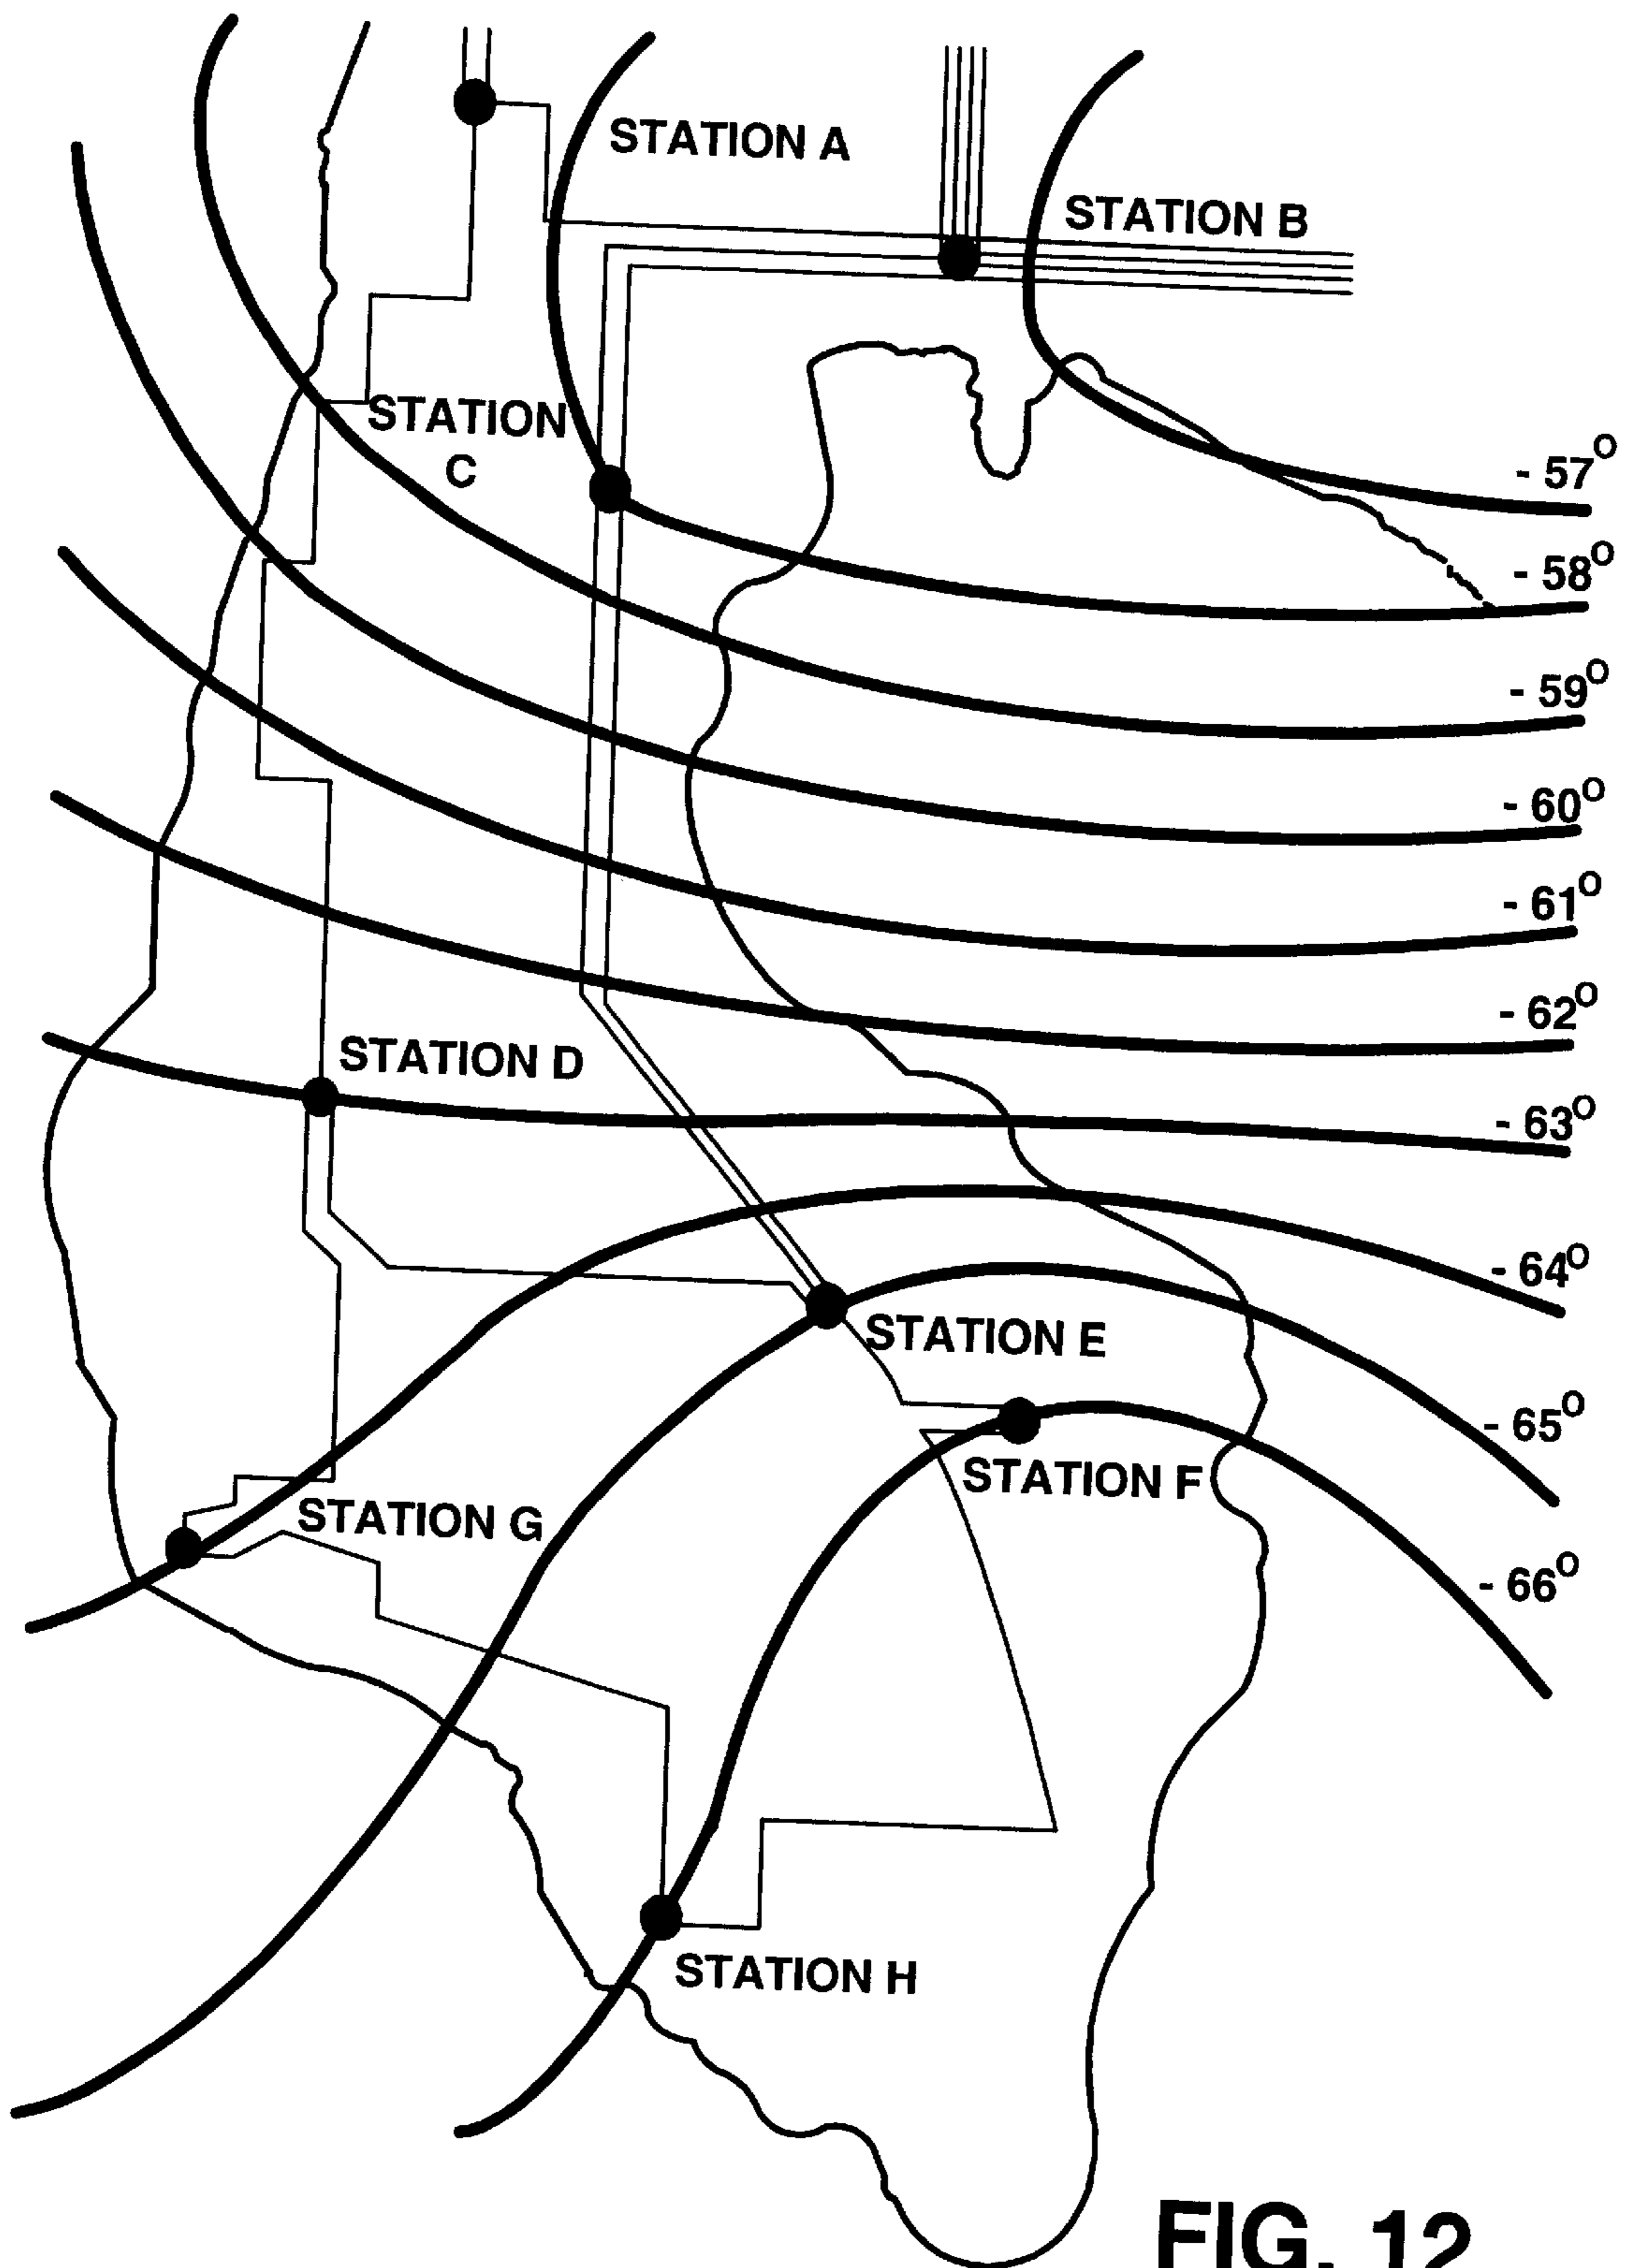 STATION A
STATION B
STATION
C
- 57°
- 58°
- 59°
- 60°
- 61°
- 62°
STATION D
- 63°
- 64°
STATION E
- 65°
STATION F
STATION G
- 66°
STATION H
FIG. 12